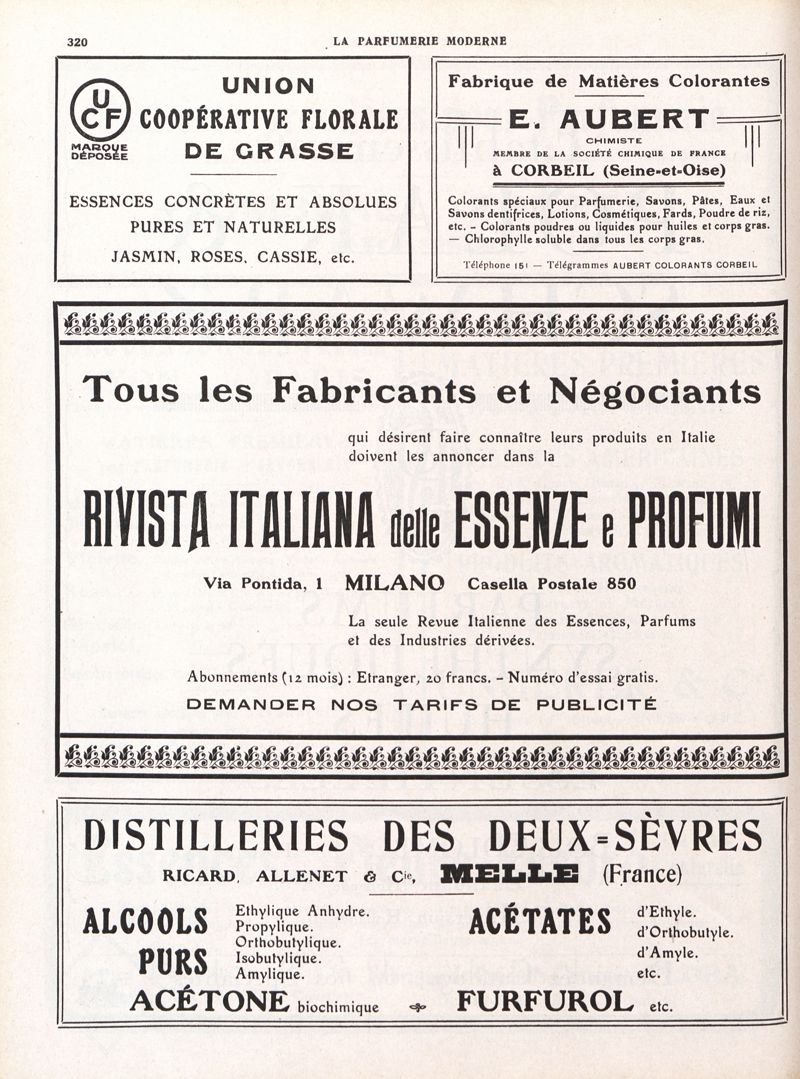 320
LA PARFUMERIE MODERNE
UCF
MARQUE
DÉPOSÉE
UNION
COOPÉRATIVE FLORALE
DE GRASSE
ESSENCES CONCRÈTES ET ABSOLUES
PURES ET NATURELLES
JASMIN, ROSES, CASSIE, etc.
Fabrique de Matières Colorantes
E. AUBERT
CHIMISTE
MEMBRE DE LA SOCIÉTÉ CHIMIQUE DE FRANCE
à CORBEIL (Seine-et-Oise)
Colorants spéciaux pour Parfumerie, Savons, Pâtes, Eaux et
Savons dentifrices, Lotions, Cosmétiques, Fards, Poudre de riz,
etc. – Colorants poudres ou liquides pour huiles et corps gras.
— Chlorophylle soluble dans tous les corps gras.
Téléphone 151 — Télégrammes AUBERT COLORANTS CORBEIL
Tous les Fabricants et Négociants
qui désirent faire connaître leurs produits en Italie
doivent les annoncer dans la
RIVISTA ITALIANA delle ESSENZE e PROFUMI
Via Pontida, 1 MILANO Casella Postale 850
La seule Revue Italienne des Essences, Parfums
et des Industries dérivées.
Abonnements (12 mois) : Etranger, 20 francs. – Numéro d'essai gratis.
DEMANDER NOS TARIFS DE PUBLICITÉ
DISTILLERIES DES DEUX=SÈVRES
RICARD, ALLENET & Cie, MELLE (France)
ALCOOLS PURS
Ethylique Anhydre.
Propylique.
Orthobutylique.
Isobutylique.
Amylique.
ACÉTATES
d'Ethyle.
d'Orthobutyle.
d'Amyle.
etc.
ACÉTONE biochimique FURFUROL etc.